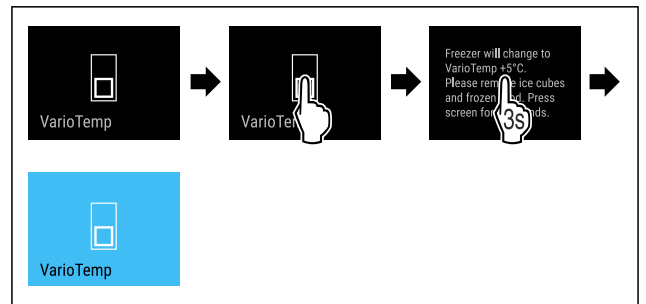 VarioTemp
VarioTe
Freezer will change to
VarioTemp +5°C.
Please rem e ice cubes
and frozen od. Press
screen for nds.
3s
VarioTemp